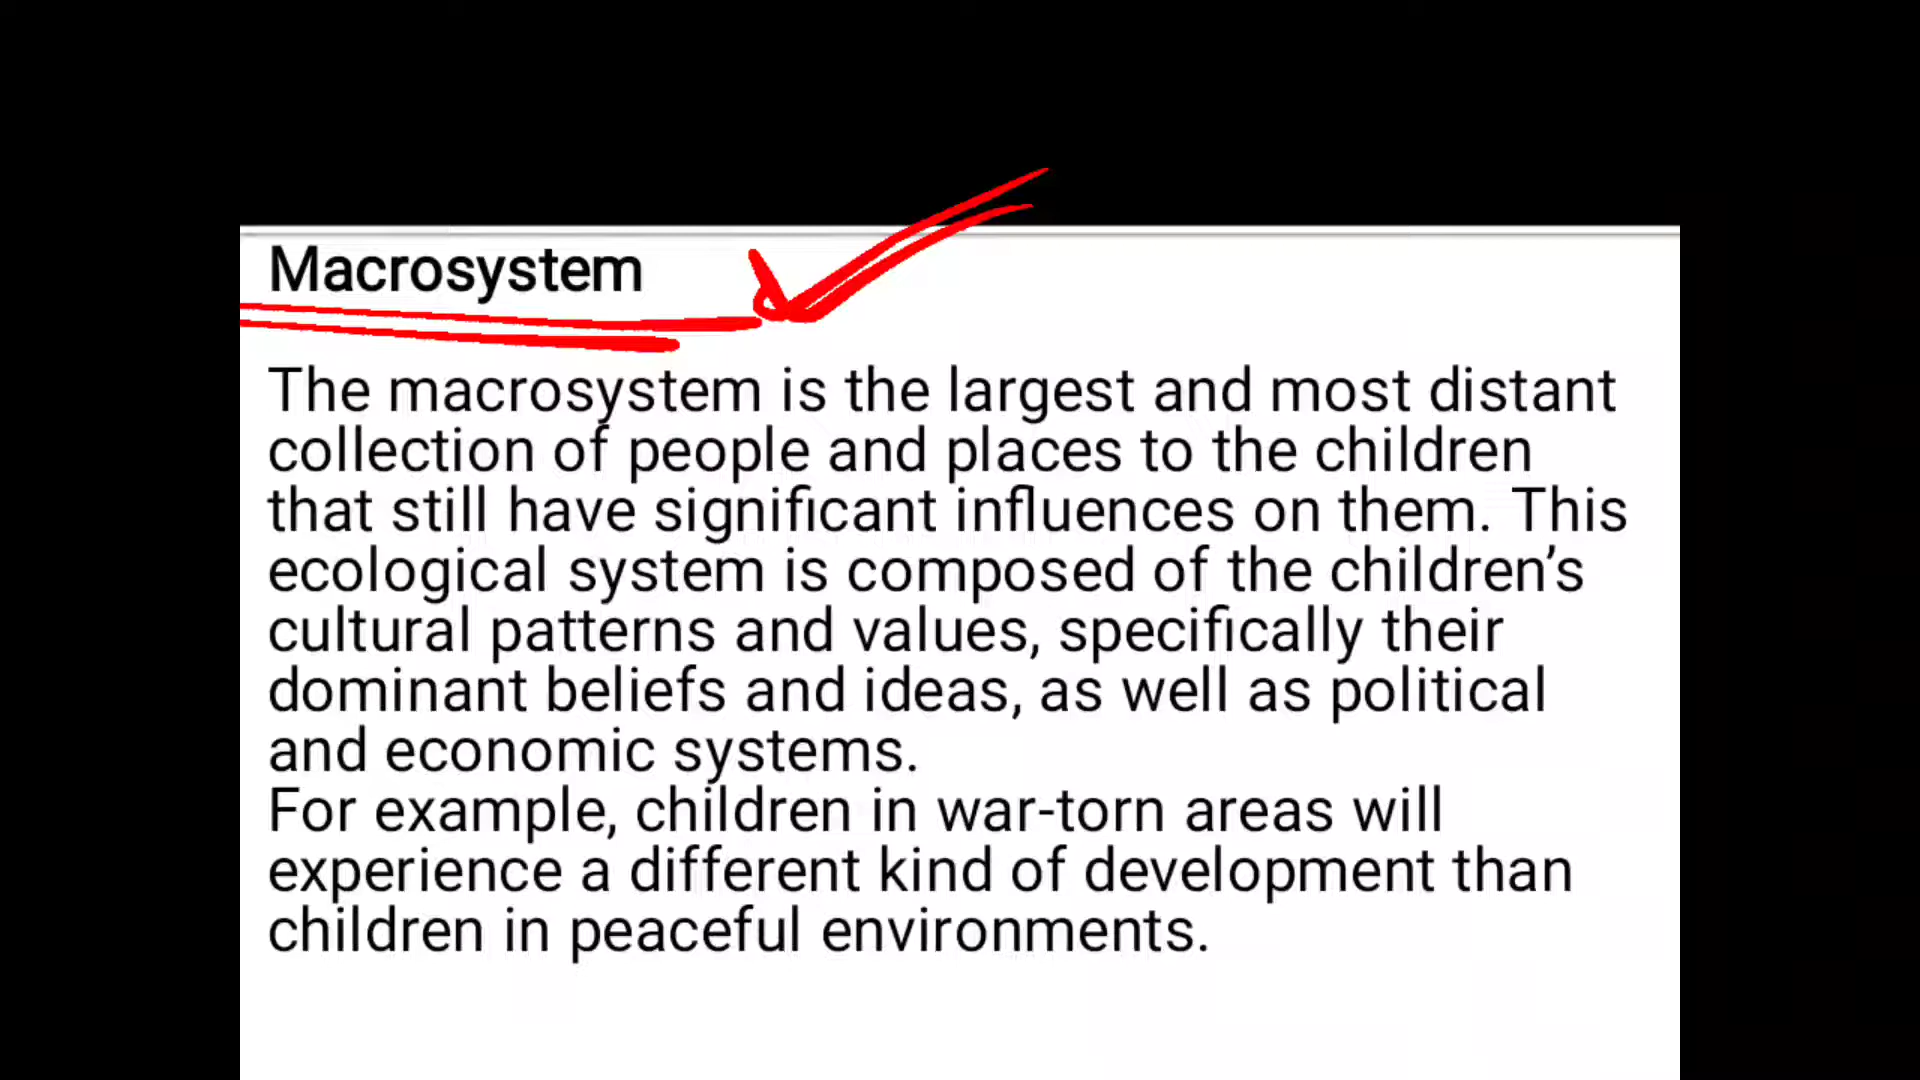 Macrosystem
The macrosystem is the largest and most distant
collection of people and places to the children
that still have significant influences on them. This
ecological system is composed of the children’s
cultural patterns and values, specifically their
dominant beliefs and ideas, as well as political
and economic systems.
For example, children in war-torn areas will
experience a different kind of development than
children in peaceful environments.